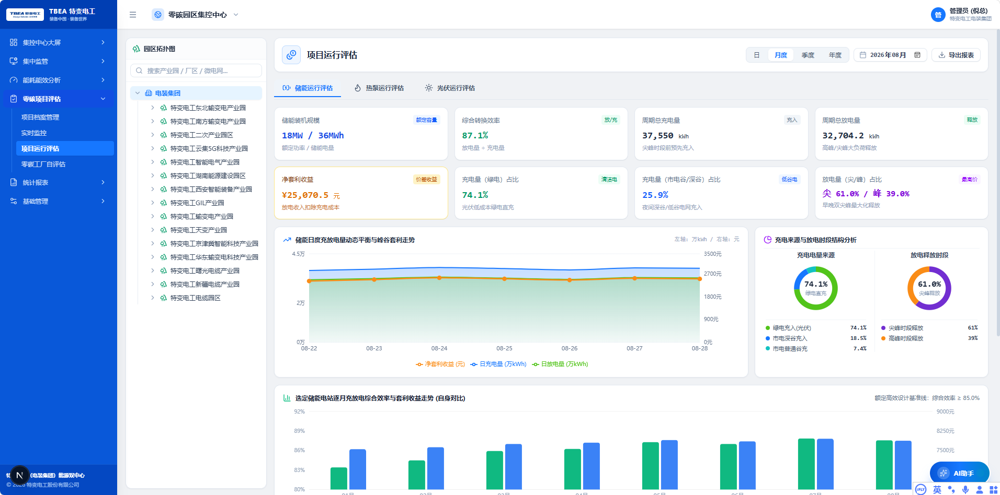 TBEA 特变电工
TBEA 特变电工
装备中国 · 装备世界
零碳园区集控中心
管
管理员 (倪总)
特变电工电装集团
集控中心大屏
集中监管
能耗能效分析
零碳项目评估
项目档案管理
实时监控
项目运行评估
零碳工厂自评估
统计报表
基础管理
N
(电装集团) 能源双中心
© 2026 特变电工股份有限公司
园区拓扑图
搜索产业园 / 厂区 / 微电网...
电装集团
特变电工东北输变电产业园
特变电工南方输变电产业园
特变电工二次产业园区
特变电工云集5G科技产业园
特变电工智能电气产业园
特变电工湖南能源建设园区
特变电工西安智能装备产业园
特变电工GIL产业园
特变电工输变电产业园
特变电工天变产业园
特变电工京津冀智能科技产业园
特变电工华东输变电科技产业园
特变电工曙光电缆产业园
特变电工新疆电缆产业园
特变电工电缆园区
项目运行评估
日 月度 季度 年度
2026年08月
导出报表
储能运行评估 热泵运行评估 光伏运行评估
储能装机规模 额定容量
18MW / 36MWh
额定功率 / 储能电量
综合转换效率 放/充
87.1%
放电量 ÷ 充电量
周期总充电量 充入
37,550 kWh
尖峰时段前预先充入
周期总放电量 释放
32,704.2 kWh
高峰/尖峰大负荷释放
净套利收益 价差收益
¥25,070.5 元
放电收入扣除充电成本
充电量（绿电）占比 清洁电
74.1%
光伏低成本绿电直充
充电量（市电谷/深谷）占比 低谷电
25.9%
夜间深谷/低谷电网充入
放电量（尖/峰）占比 最高价
尖 61.0% / 峰 39.0%
早晚双尖峰最大化释放
储能日度充放电量动态平衡与峰谷套利走势
左轴: 万kWh / 右轴: 元
4.5万
2万
0万
3500元
2700元
1800元
900元
0元
08-22 08-23 08-24 08-25 08-26 08-27 08-28
净套利收益 (元) 日充电量 (万kWh) 日放电量 (万kWh)
充电来源与放电时段结构分析
充电电量来源
74.1%
绿电直充
绿电充入(光伏) 74.1%
市电深谷充入 18.5%
市电普通谷充 7.4%
放电释放时段
61.0%
尖峰释放
尖峰时段释放 61%
高峰时段释放 39%
选定储能电站逐月充放电综合效率与套利收益走势 (自身对比)
额定高效设计基准线: 综合效率 ≥ 85.0%
92%
89%
86%
83%
80%
9000元
8250元
7500元
01月 02月 03月 04月 05月 06月 07月 08月
AI助手
iFLY 英